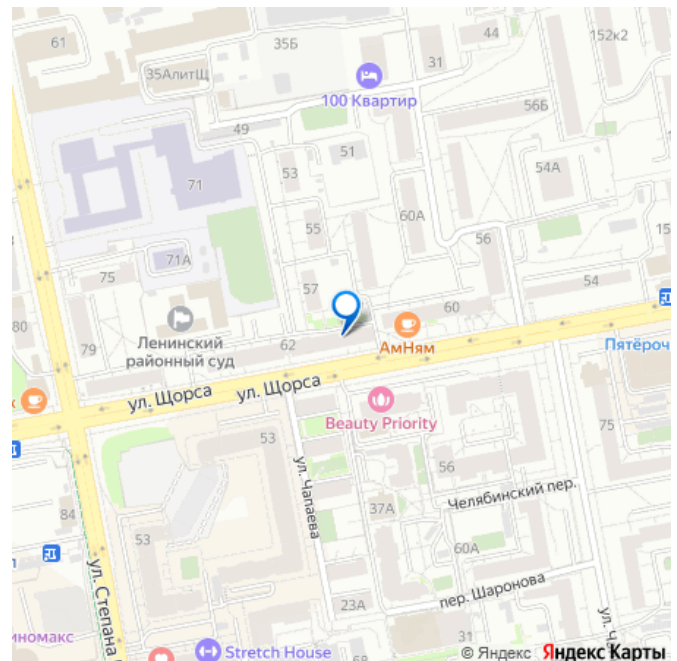 61
35Б
44
152к2
35АлитЩ
31
100 Квартир
56Б
49
51
53
54А
71
60А
55
56
15
71А
75
57
54
60
80
Ленинский
районный суд
АмНям
79
62
Пятёроч
ул. Щорса
ул. Щорса
Beauty Priority
53
75
ул. Чапаева
56
Челябинский пер.
84
37А
53
60А
ул. Степана
пер. Шаронова
23А
ул. Ч
иномакс
Stretch House
68
31
© Яндекс Яндекс Карты